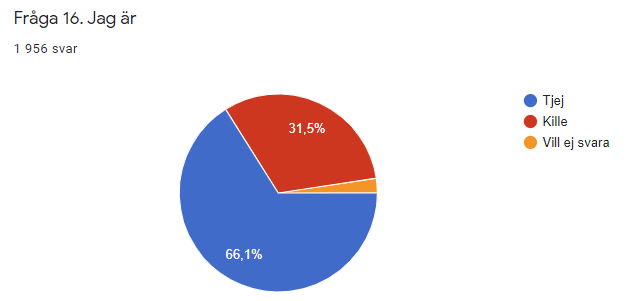 Fråga 16. Jag är
1 956 svar
Tjej
Kille
Vill ej svara
31,5%
66,1%